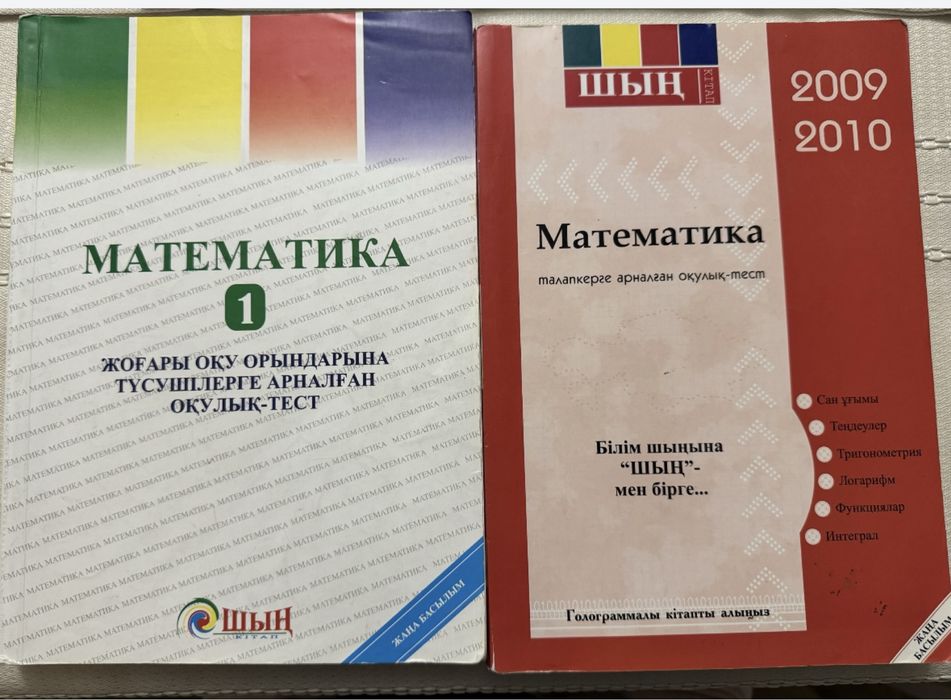 МАТЕМАТИКА
1
ЖОҒАРЫ ОҚУ ОРЫНДАРЫНА
ТҮСУШІЛЕРГЕ АРНАЛҒАН
ОҚУЛЫҚ-ТЕСТ
ШЫҢ
КІТАП
ЖАҢА БАСЫЛЫМ
ШЫҢ
КІТАП
2009
2010
Математика
талапкерге арналған оқулық-тест
Сан ұғымы
Теңдеулер
Тригонометрия
Логарифм
Функциялар
Интеграл
Білім шыңына
“ШЫҢ”-
мен бірге...
Голограммалы кітапты алыңыз
ЖАҢА
БАСЫЛЫМ